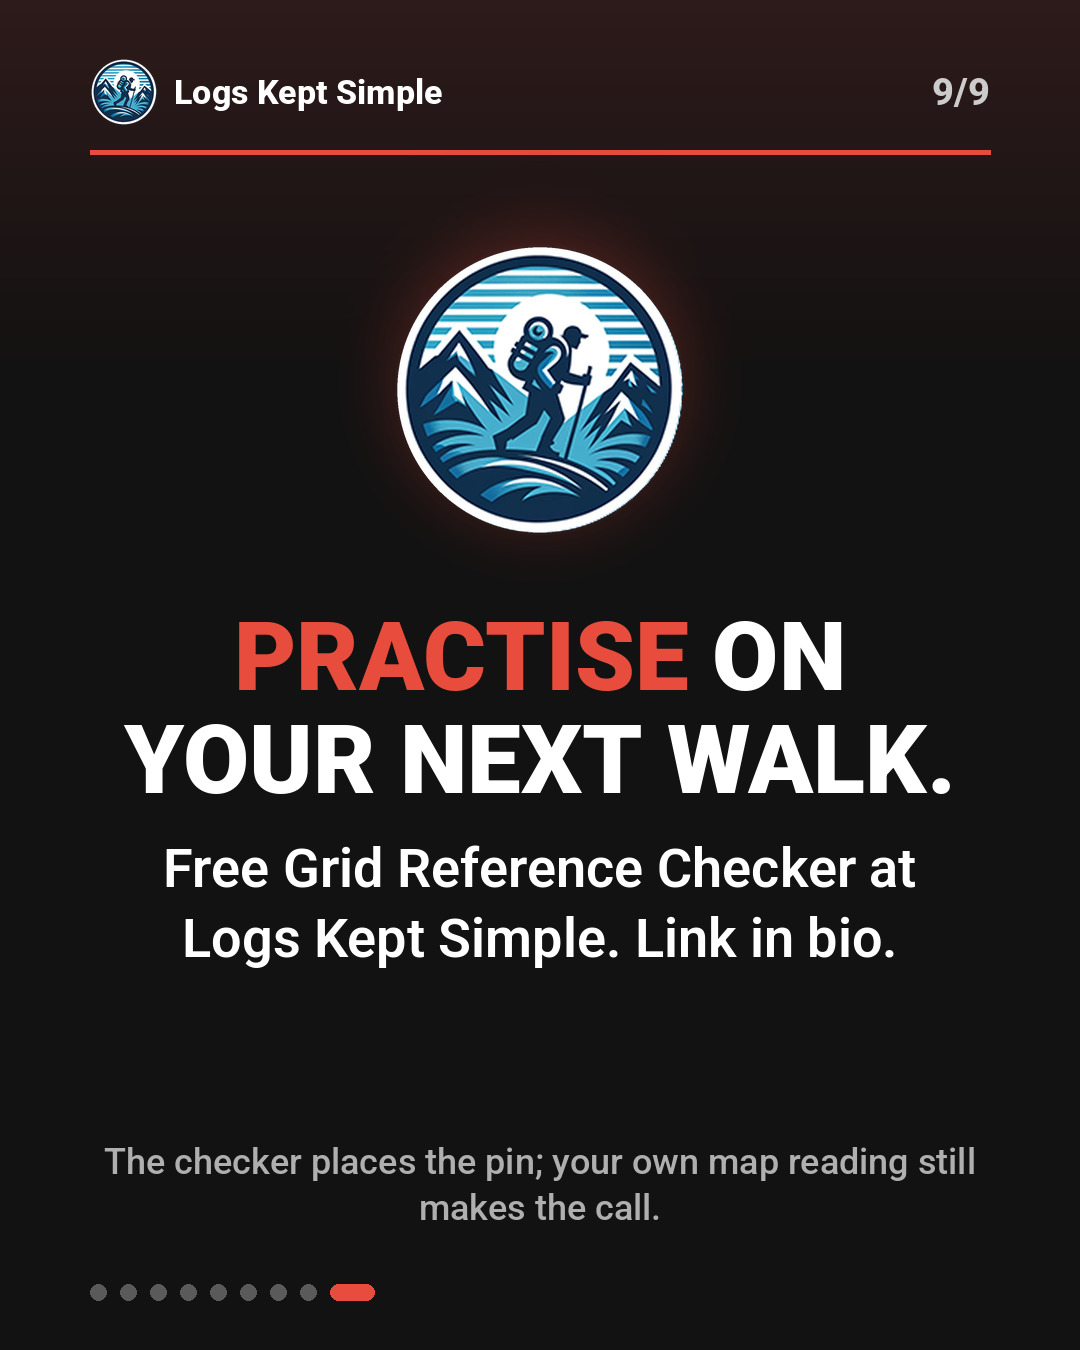 Logs Kept Simple
9/9
PRACTISE ON
YOUR NEXT WALK.
Free Grid Reference Checker at
Logs Kept Simple. Link in bio.
The checker places the pin; your own map reading still
makes the call.